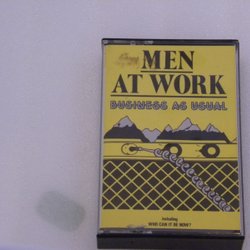 MEN
AT WORK
BUSINESS AS USUAL
including
WHO CAN IT BE NOW?